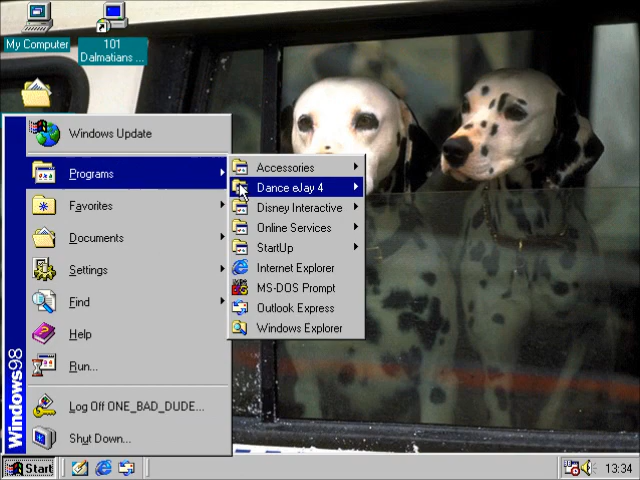 My Computer
101
Dalmatians ...
Windows Update
Programs
Favorites
Documents
Settings
Find
Help
Run...
Log Off ONE_BAD_DUDE...
Shut Down...
Windows98
Accessories
Dance eJay 4
Disney Interactive
Online Services
StartUp
Internet Explorer
MS-DOS Prompt
Outlook Express
Windows Explorer
Start
13:34